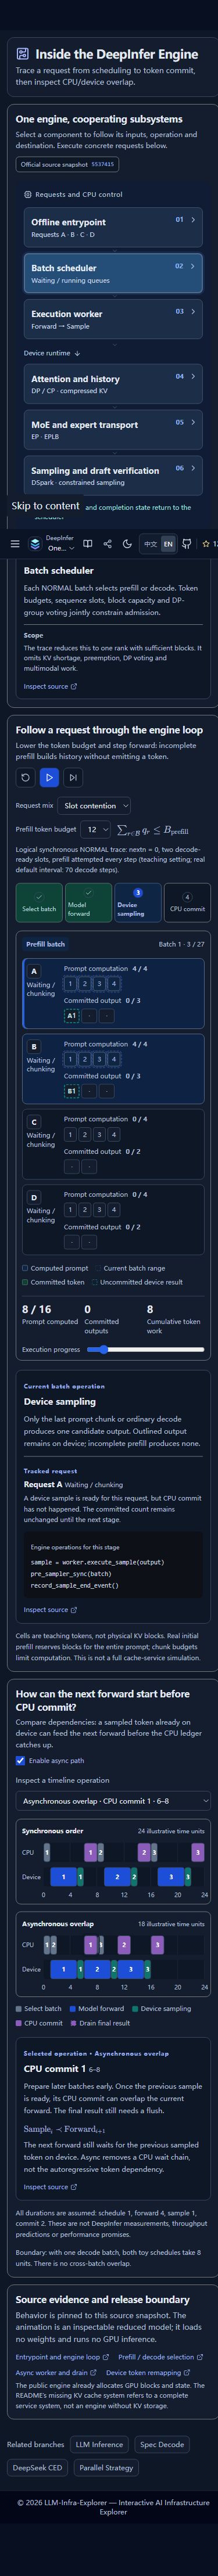 Inside the DeepInfer Engine
Trace a request from scheduling to token commit,
then inspect CPU/device overlap.
One engine, cooperating subsystems
Select a component to follow its inputs, operation and
destination. Execute concrete requests below.
Official source snapshot 5537415
Requests and CPU control
Offline entrypoint 01
Requests A · B · C · D
Batch scheduler 02
Waiting / running queues
Execution worker 03
Forward → Sample
Device runtime ↓
Attention and history 04
DP / CP · compressed KV
MoE and expert transport 05
EP · EPLB
Sampling and draft verification 06
DSpark · constrained sampling
Skip to content
and completion state return to the
DeepInfer
One...
中文
EN
Batch scheduler
Each NORMAL batch selects prefill or decode. Token
budgets, sequence slots, block capacity and DP-
group voting jointly constrain admission.
Scope
The trace reduces this to one rank with sufficient blocks. It
omits KV shortage, preemption, DP voting and
multimodal work.
Inspect source
Follow a request through the engine loop
Lower the token budget and step forward: incomplete
prefill builds history without emitting a token.
Request mix Slot contention
Prefill token budget 12 ∑r∈B qr ≤ Bprefill
Logical synchronous NORMAL trace: nextn = 0, two decode-
ready slots, prefill attempted every step (teaching setting; real
default interval: 70 decode steps).
Select batch
Model
forward
3
Device
sampling
4
CPU commit
Prefill batch Batch 1 · 3 / 27
A
Waiting /
chunking
Prompt computation 4 / 4
1 2 3 4
Committed output 0 / 3
A1 · ·
B
Waiting /
chunking
Prompt computation 4 / 4
1 2 3 4
Committed output 0 / 3
B1 · ·
C
Waiting /
chunking
Prompt computation 0 / 4
1 2 3 4
Committed output 0 / 2
· ·
D
Waiting /
chunking
Prompt computation 0 / 4
1 2 3 4
Committed output 0 / 2
· ·
Computed prompt Current batch range
Committed token Uncommitted device result
8 / 16
Prompt computed
0
Committed
outputs
8
Cumulative token
work
Execution progress
Current batch operation
Device sampling
Only the last prompt chunk or ordinary decode
produces one candidate output. Outlined output
remains on device; incomplete prefill produces none.
Tracked request
Request A Waiting / chunking
A device sample is ready for this request, but CPU commit
has not happened. The committed count remains
unchanged until the next stage.
Engine operations for this stage
sample = worker.execute_sample(output)
pre_sampler_sync(batch)
record_sample_end_event()
Inspect source
Cells are teaching tokens, not physical KV blocks. Real initial
prefill reserves blocks for the entire prompt; chunk budgets
limit computation. This is not a full cache-service simulation.
How can the next forward start before
CPU commit?
Compare dependencies: a sampled token already on
device can feed the next forward before the CPU ledger
catches up.
Enable async path
Inspect a timeline operation
Asynchronous overlap · CPU commit 1 · 6–8
Synchronous order 24 illustrative time units
CPU 1 1 2 2 3 3
Device 1 1 2 2 3 3
0 4 8 12 16 20 24
Asynchronous overlap 18 illustrative time units
CPU 1 2 1 3 2 3
Device 1 1 2 2 3 3
0 4 8 12 16 20 24
Select batch Model forward Device sampling
CPU commit Drain final result
Selected operation · Asynchronous overlap
CPU commit 1 6–8
Prepare later batches early. Once the previous sample
is ready, its CPU commit can overlap the current
forward. The final result still needs a flush.
Samplei ≺ Forwardi+1
The next forward still waits for the previous sampled
token on device. Async removes a CPU wait chain,
not the autoregressive token dependency.
Inspect source
All durations are assumed: schedule 1, forward 4, sample 1,
commit 2. These are not DeepInfer measurements, throughput
predictions or performance promises.
Boundary: with one decode batch, both toy schedules take 8
units. There is no cross-batch overlap.
Source evidence and release boundary
Behavior is pinned to this source snapshot. The
animation is an inspectable reduced model; it loads
no weights and runs no GPU inference.
Entrypoint and engine loop Prefill / decode selection
Async worker and drain Device token remapping
The public engine already allocates GPU blocks and state. The
README's missing KV cache system refers to a complete
service system, not an engine without KV storage.
Related branches LLM Inference Spec Decode
DeepSeek CED Parallel Strategy
© 2026 LLM-Infra-Explorer — Interactive AI Infrastructure
Explorer